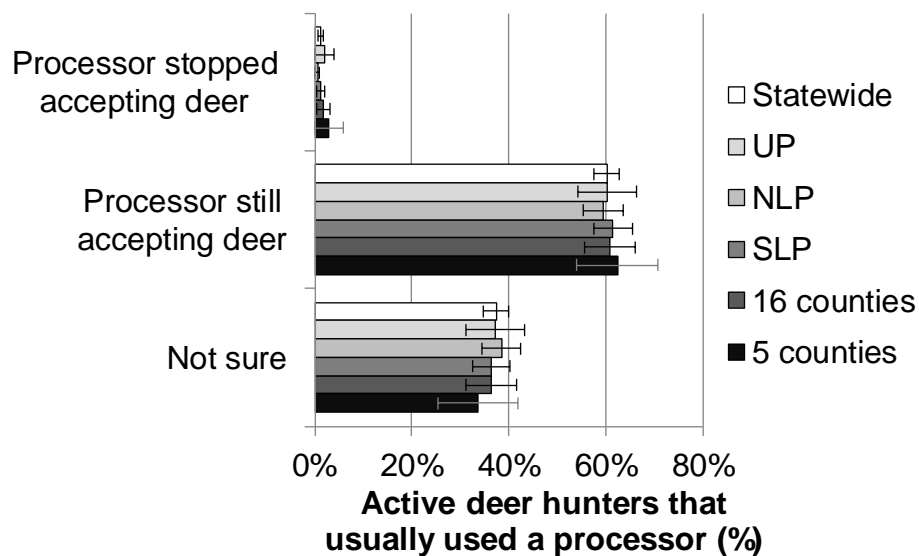 Processor stopped
accepting deer
Processor still
accepting deer
Not sure
Statewide
UP
NLP
SLP
16 counties
5 counties
0% 20% 40% 60% 80%
Active deer hunters that
usually used a processor (%)